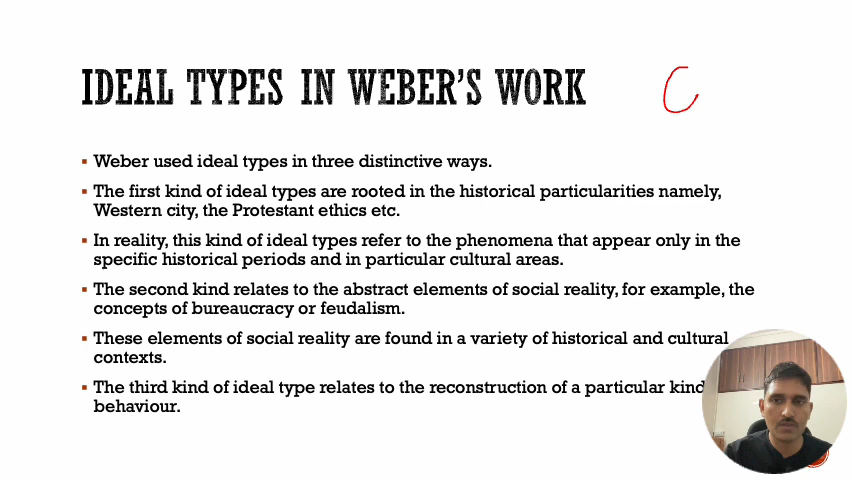 IDEAL TYPES IN WEBER'S WORK
C
▪ Weber used ideal types in three distinctive ways.
▪ The first kind of ideal types are rooted in the historical particularities namely,
Western city, the Protestant ethics etc.
▪ In reality, this kind of ideal types refer to the phenomena that appear only in the
specific historical periods and in particular cultural areas.
▪ The second kind relates to the abstract elements of social reality, for example, the
concepts of bureaucracy or feudalism.
▪ These elements of social reality are found in a variety of historical and cultural
contexts.
▪ The third kind of ideal type relates to the reconstruction of a particular kind
behaviour.